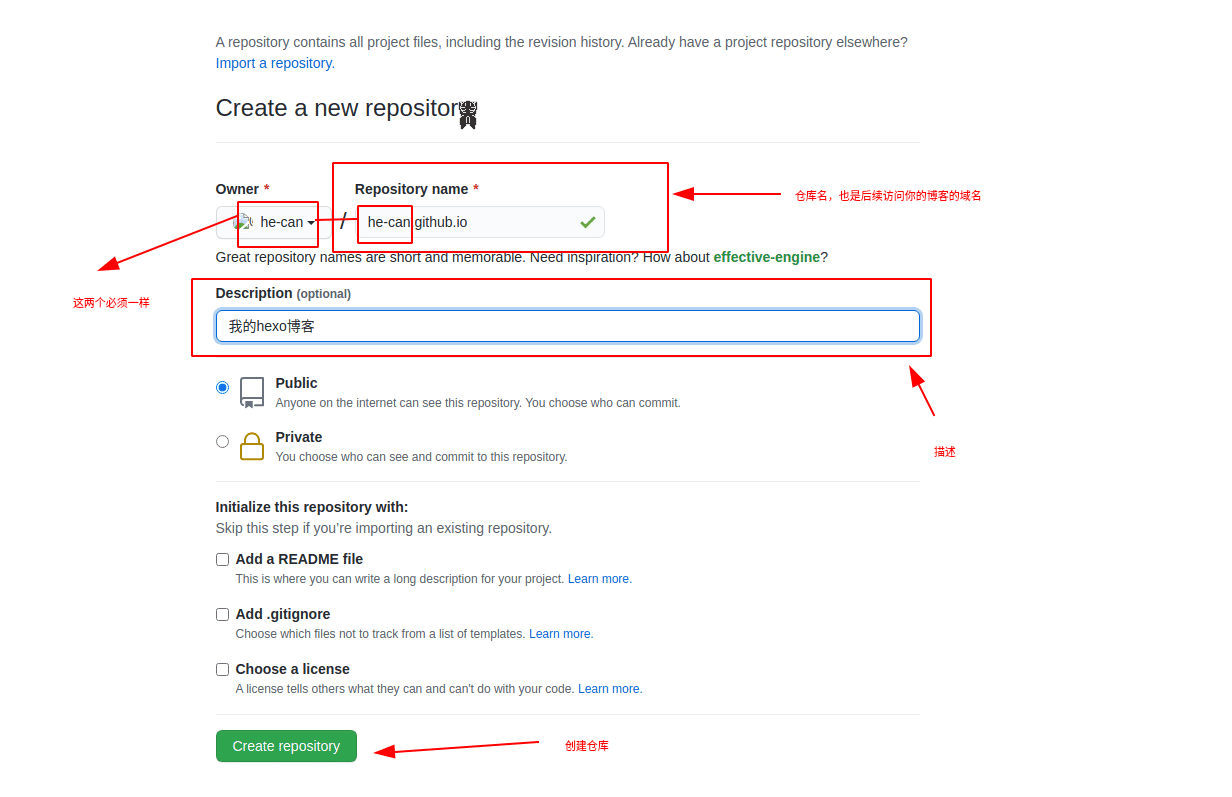 A repository contains all project files, including the revision history. Already have a project repository elsewhere?
Import a repository.
Create a new repositor
Owner *
Repository name *
仓库名，也是后续访问你的博客的域名
he-can
/
he-can.github.io
Great repository names are short and memorable. Need inspiration? How about effective-engine?
这两个必须一样
Description (optional)
我的hexo博客
Public
Anyone on the internet can see this repository. You choose who can commit.
Private
You choose who can see and commit to this repository.
描述
Initialize this repository with:
Skip this step if you’re importing an existing repository.
Add a README file
This is where you can write a long description for your project. Learn more.
Add .gitignore
Choose which files not to track from a list of templates. Learn more.
Choose a license
A license tells others what they can and can't do with your code. Learn more.
Create repository
创建仓库